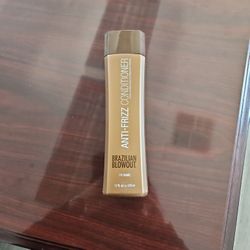 ANTI-FRIZZ CONDITIONER
BRAZILIAN
BLOWOUT